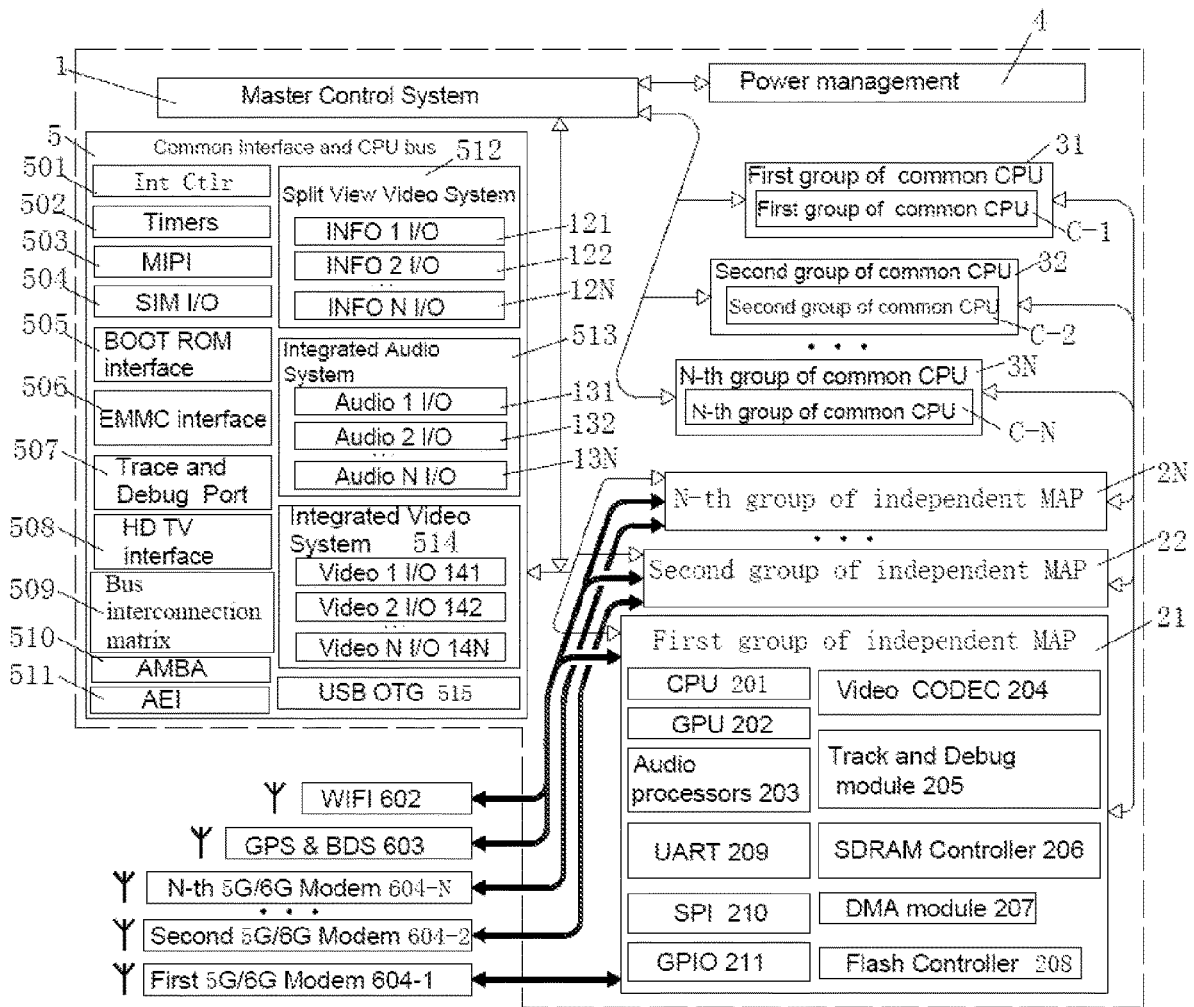 4
1
Master Control System
Power management
5
Common Interface and CPU bus
512
501
Int Ctlr
502
Timers
503
MIPI
504
SIM I/O
505
BOOT ROM
interface
506
EMMC interface
507
Trace and
Debug Port
508
HD TV
interface
509
Bus
interconnection
matrix
510
AMBA
511
AEI
Split View Video System
INFO 1 I/O
121
INFO 2 I/O
122
...
INFO N I/O
12N
513
Integrated Audio
System
Audio 1 I/O
131
Audio 2 I/O
132
...
Audio N I/O
13N
Integrated Video
System 514
Video 1 I/O 141
Video 2 I/O 142
...
Video N I/O 14N
USB OTG 515
31
First group of common CPU
First group of common CPU
C-1
Second group of common CPU
32
Second group of common CPU
C-2
...
N-th group of common CPU
3N
N-th group of common CPU
C-N
N-th group of independent MAP
2N
...
Second group of independent MAP
22
First group of independent MAP
21
CPU 201
Video CODEC 204
GPU 202
Audio
processors 203
Track and Debug
module 205
UART 209
SDRAM Controller 206
SPI 210
DMA module 207
GPIO 211
Flash Controller 208
WIFI 602
GPS & BDS 603
N-th 5G/6G Modem 604-N
...
Second 5G/6G Modem 604-2
First 5G/6G Modem 604-1